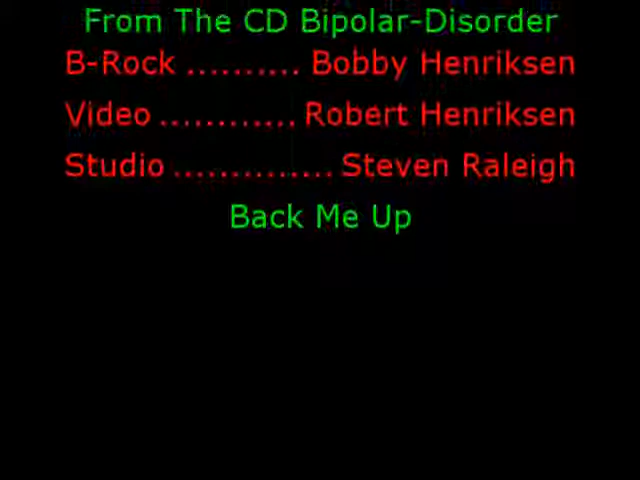 From The CD Bipolar-Disorder
B-Rock .......... Bobby Henriksen
Video ............ Robert Henriksen
Studio .............. Steven Raleigh
Back Me Up